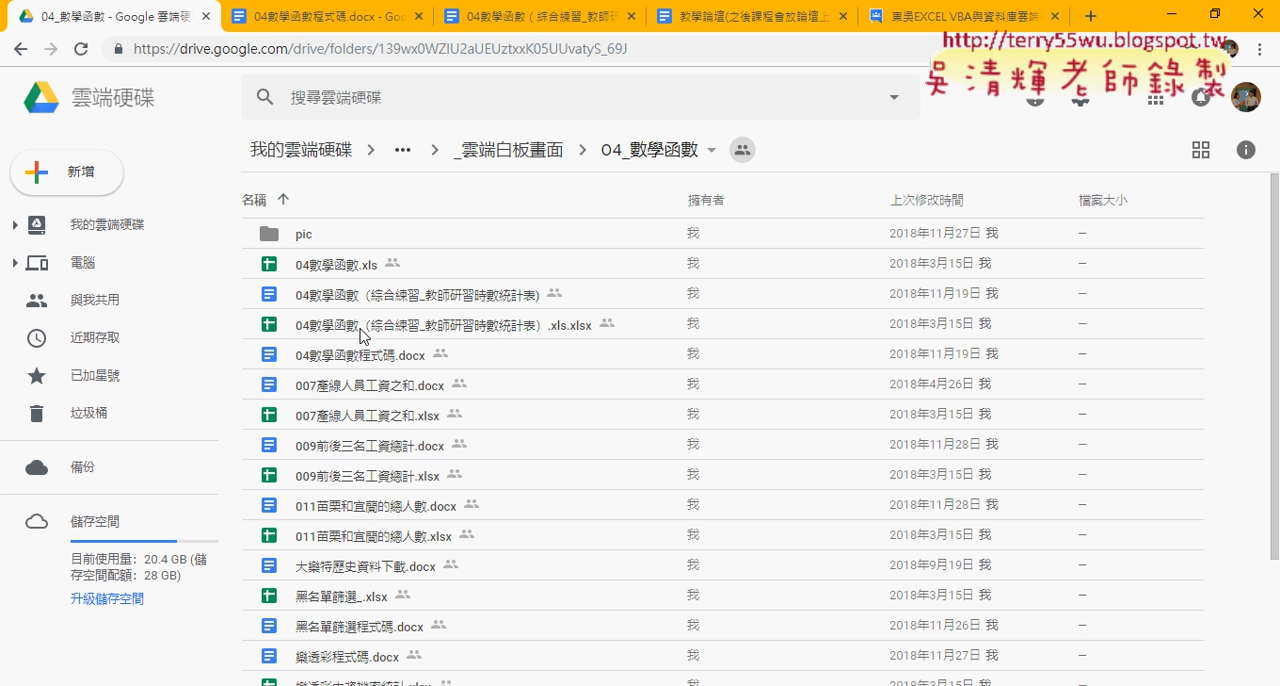 04_數學函數 - Google 雲端硬
04數學函數程式碼.docx - Goo
04數學函數（綜合練習_教師研
教學論壇(之後課程會放論壇上
東吳EXCEL VBA與資料庫雲端
https://drive.google.com/drive/folders/139wx0WZIU2aUEUztxxK05UUvatyS_69J
http://terry55wu.blogspot.tw
吳清輝老師錄製
雲端硬碟
搜尋雲端硬碟
新增
我的雲端硬碟
電腦
與我共用
近期存取
已加星號
垃圾桶
備份
儲存空間
目前使用量：20.4 GB (儲
存空間配額：28 GB)
升級儲存空間
我的雲端硬碟 > ••• > _雲端白板畫面 > 04_數學函數
名稱 擁有者 上次修改時間 檔案大小
pic 我 2018年11月27日 我 —
04數學函數.xls 我 2018年3月15日 我 —
04數學函數（綜合練習_教師研習時數統計表) 我 2018年11月19日 我 —
04數學函數（綜合練習_教師研習時數統計表）.xls.xlsx 我 2018年3月15日 我 —
04數學函數程式碼.docx 我 2018年11月19日 我 —
007產線人員工資之和.docx 我 2018年4月26日 我 —
007產線人員工資之和.xlsx 我 2018年3月15日 我 —
009前後三名工資總計.docx 我 2018年11月28日 我 —
009前後三名工資總計.xlsx 我 2018年3月15日 我 —
011苗栗和宜蘭的總人數.docx 我 2018年11月28日 我 —
011苗栗和宜蘭的總人數.xlsx 我 2018年3月15日 我 —
大樂特歷史資料下載.docx 我 2018年9月19日 我 —
黑名單篩選_.xlsx 我 2018年3月15日 我 —
黑名單篩選程式碼.docx 我 2018年11月26日 我 —
樂透彩程式碼.docx 我 2018年11月27日 我 —
我 2018年3月15日 我 —